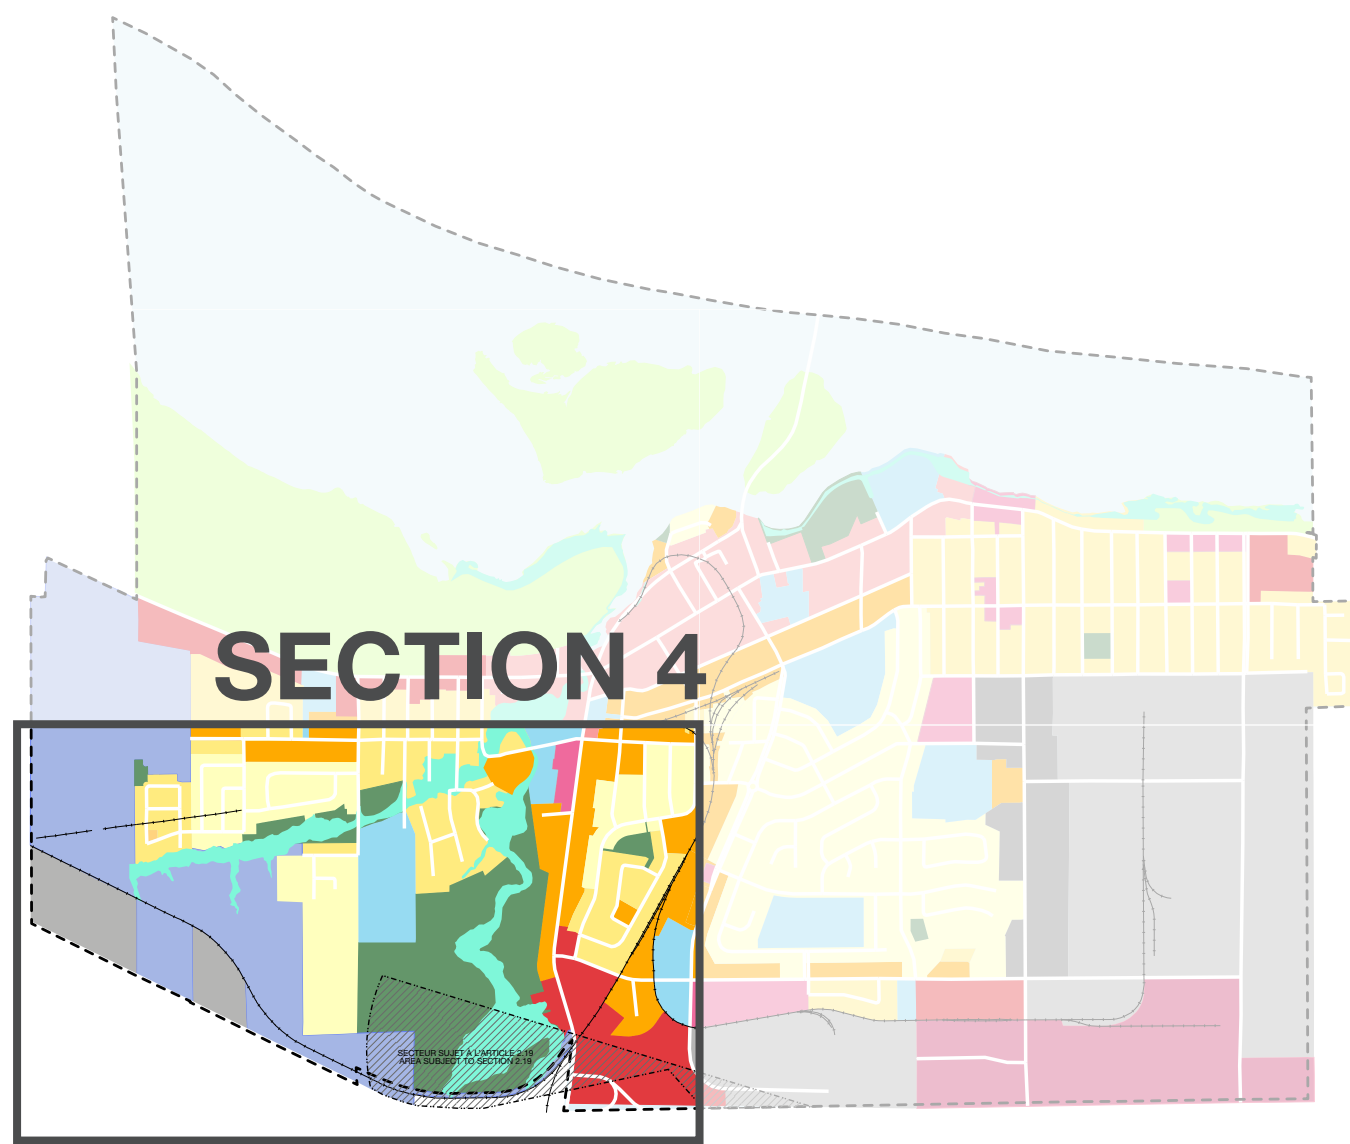 SECTION 4
SECTEUR SUJET À L'ARTICLE 2.19
AREA SUBJECT TO SECTION 2.19